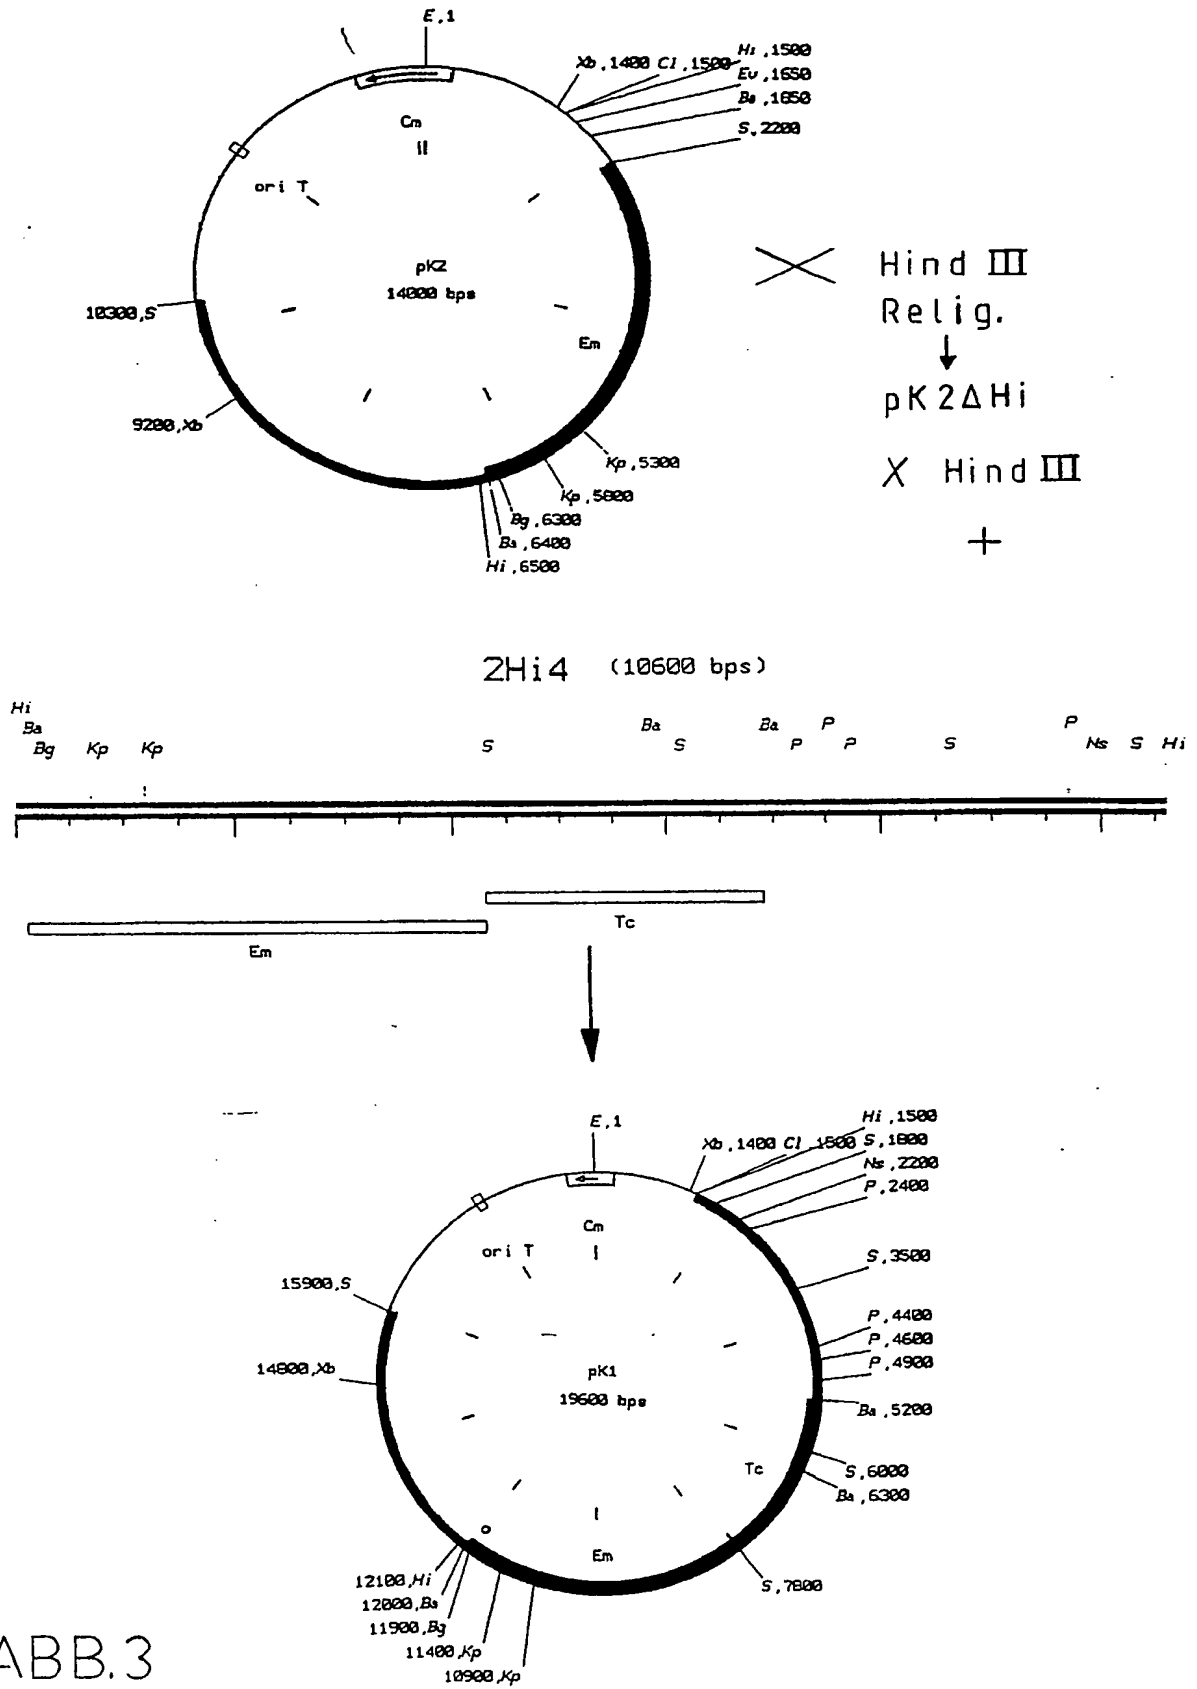 E,1
Xb,1400 Cl,1500 Hi,1500
Ev,1650
Ba,1850
S,2200
Cm
II
ori T
pK2
14000 bps
10300,S
Em
9200,Xb
Kp,5300
Kp,5800
Bg,6300
Ba,6400
Hi,6500
Hind III
Relig.
pK2ΔHi
X Hind III
+
2Hi4 (10600 bps)
Hi
Ba Ba Ba P P
Bg Kp Kp S S P P S Ns S Hi
Tc
Em
E,1
Xb,1400 Cl,1500 Hi,1500
S,1800
Ns,2200
P,2400
Cm
ori T
S,3500
15900,S
P,4400
P,4600
P,4900
14800,Xb
pK1
19600 bps
Ba,5200
Tc
S,6000
Ba,6300
Em
S,7800
12100,Hi
12000,Ba
11900,Bg
11400,Kp
10900,Kp
ABB.3